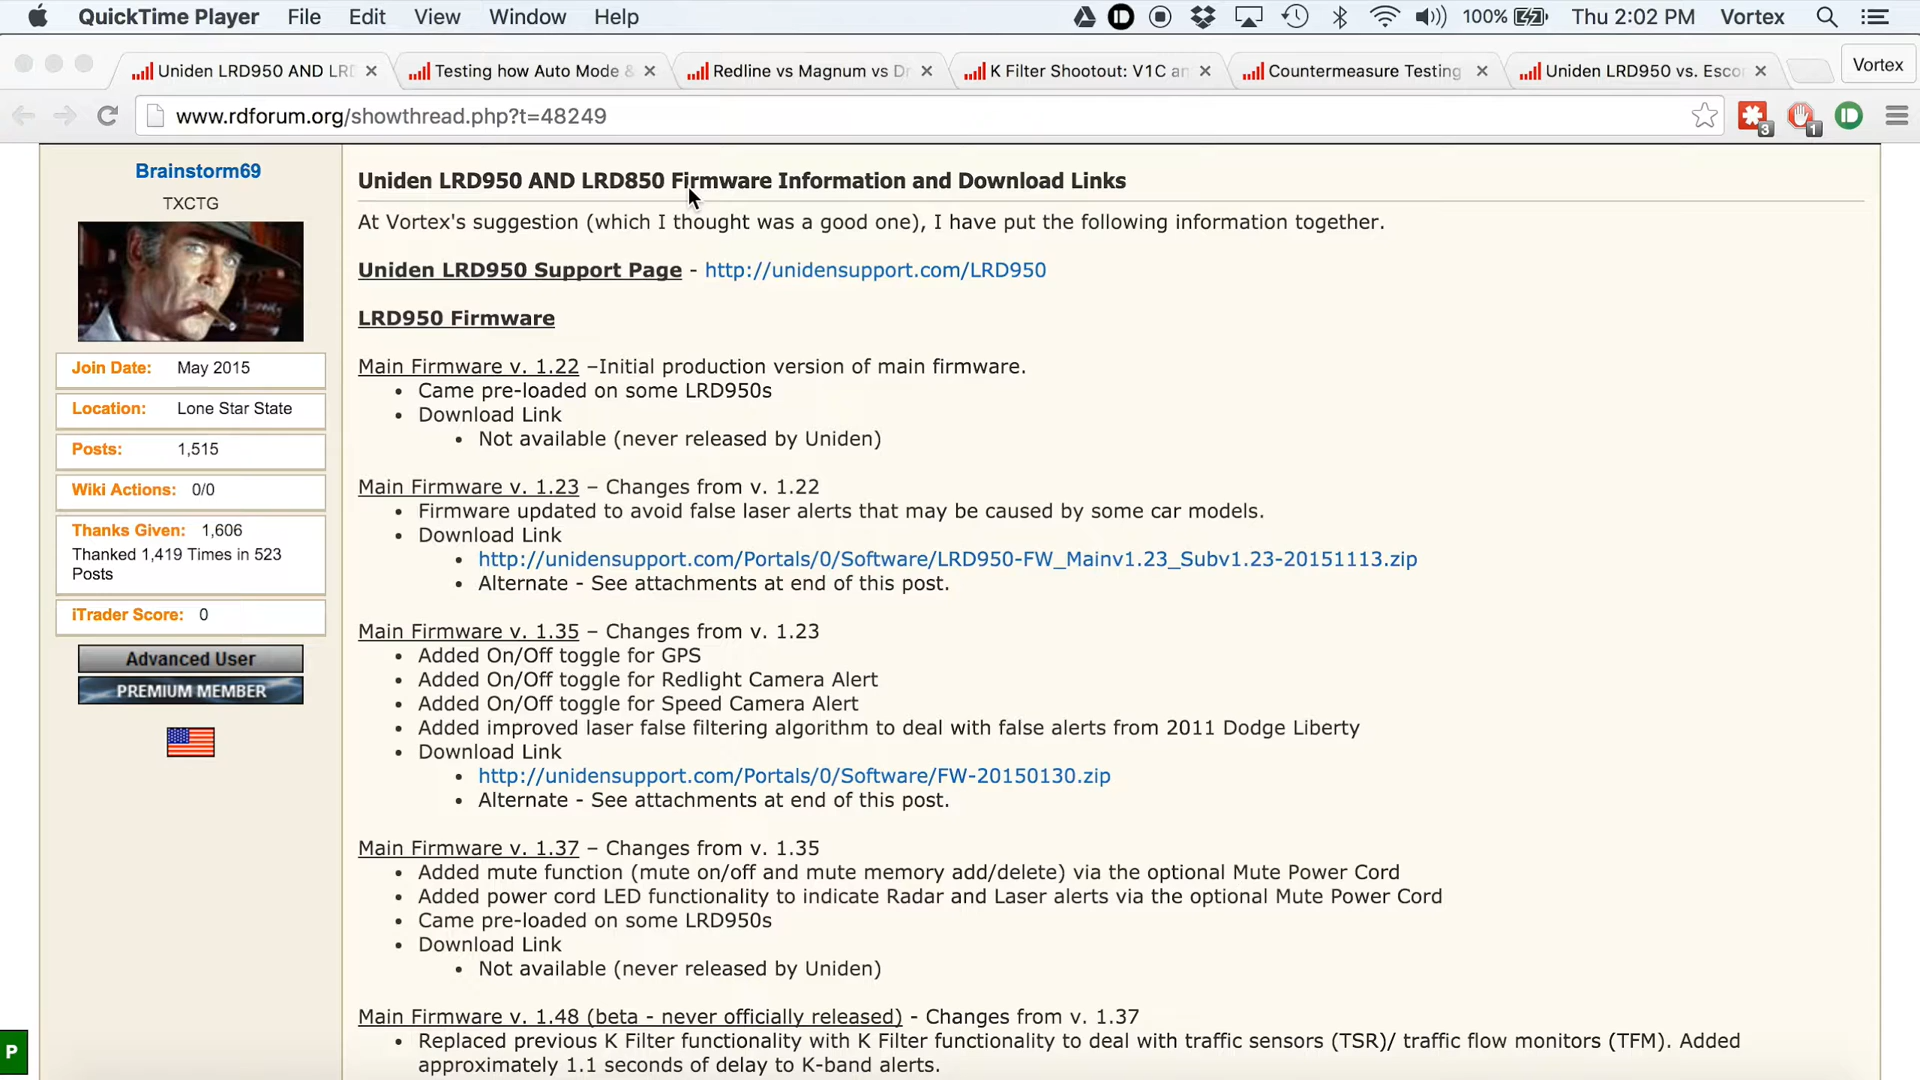 QuickTime Player File Edit View Window Help 100% Thu 2:02 PM Vortex
Uniden LRD950 AND LRD Testing how Auto Mode & Redline vs Magnum vs Dr K Filter Shootout: V1C an Countermeasure Testing Uniden LRD950 vs. Esco Vortex
www.rdforum.org/showthread.php?t=48249 3 1
Brainstorm69
TXCTG
Join Date: May 2015
Location: Lone Star State
Posts: 1,515
Wiki Actions: 0/0
Thanks Given: 1,606
Thanked 1,419 Times in 523
Posts
iTrader Score: 0
Advanced User
PREMIUM MEMBER
P
Uniden LRD950 AND LRD850 Firmware Information and Download Links
At Vortex's suggestion (which I thought was a good one), I have put the following information together.
Uniden LRD950 Support Page - http://unidensupport.com/LRD950
LRD950 Firmware
Main Firmware v. 1.22 –Initial production version of main firmware.
• Came pre-loaded on some LRD950s
• Download Link
• Not available (never released by Uniden)
Main Firmware v. 1.23 – Changes from v. 1.22
• Firmware updated to avoid false laser alerts that may be caused by some car models.
• Download Link
• http://unidensupport.com/Portals/0/Software/LRD950-FW_Mainv1.23_Subv1.23-20151113.zip
• Alternate - See attachments at end of this post.
Main Firmware v. 1.35 – Changes from v. 1.23
• Added On/Off toggle for GPS
• Added On/Off toggle for Redlight Camera Alert
• Added On/Off toggle for Speed Camera Alert
• Added improved laser false filtering algorithm to deal with false alerts from 2011 Dodge Liberty
• Download Link
• http://unidensupport.com/Portals/0/Software/FW-20150130.zip
• Alternate - See attachments at end of this post.
Main Firmware v. 1.37 – Changes from v. 1.35
• Added mute function (mute on/off and mute memory add/delete) via the optional Mute Power Cord
• Added power cord LED functionality to indicate Radar and Laser alerts via the optional Mute Power Cord
• Came pre-loaded on some LRD950s
• Download Link
• Not available (never released by Uniden)
Main Firmware v. 1.48 (beta - never officially released) - Changes from v. 1.37
• Replaced previous K Filter functionality with K Filter functionality to deal with traffic sensors (TSR)/ traffic flow monitors (TFM). Added
approximately 1.1 seconds of delay to K-band alerts.